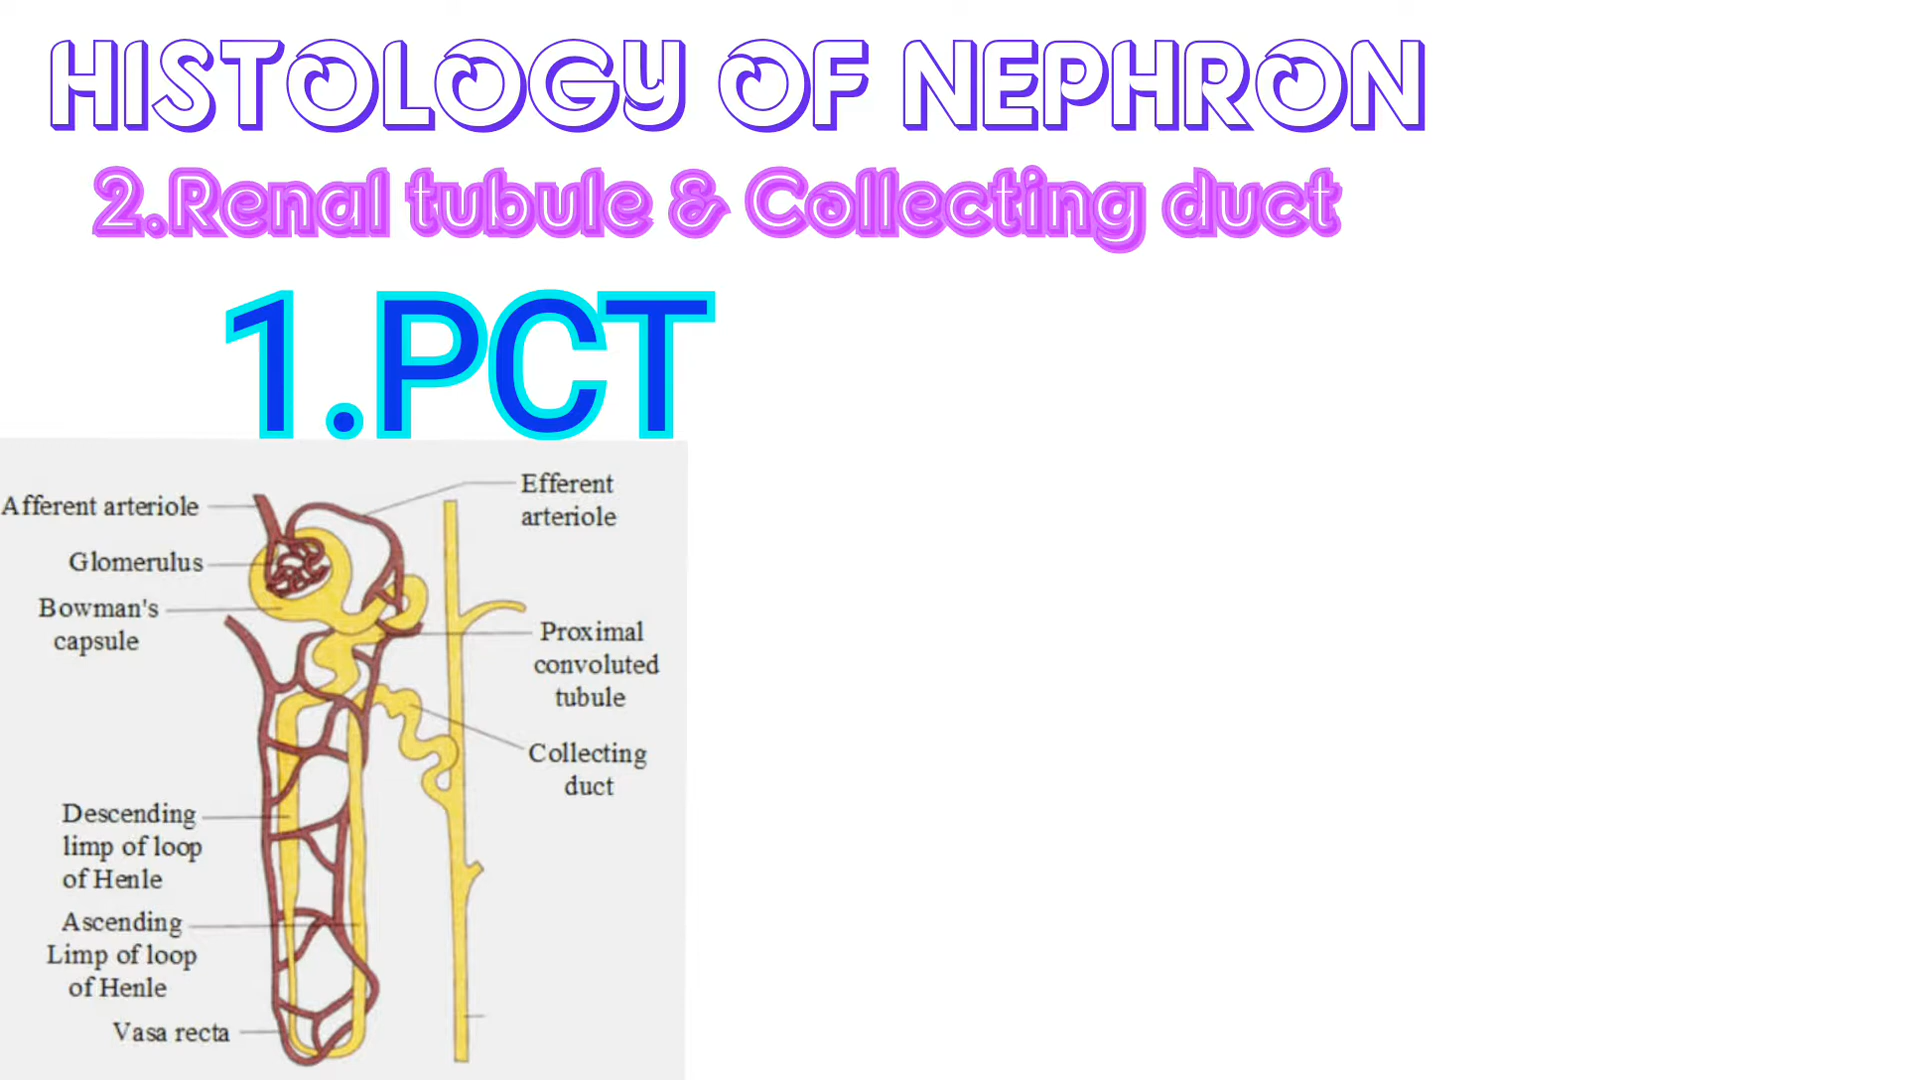 HISTOLOGY OF NEPHRON
2.Renal tubule & Collecting duct
1.PCT
Afferent arteriole
Glomerulus
Bowman's
capsule
Descending
limp of loop
of Henle
Ascending
Limp of loop
of Henle
Vasa recta
Efferent
arteriole
Proximal
convoluted
tubule
Collecting
duct